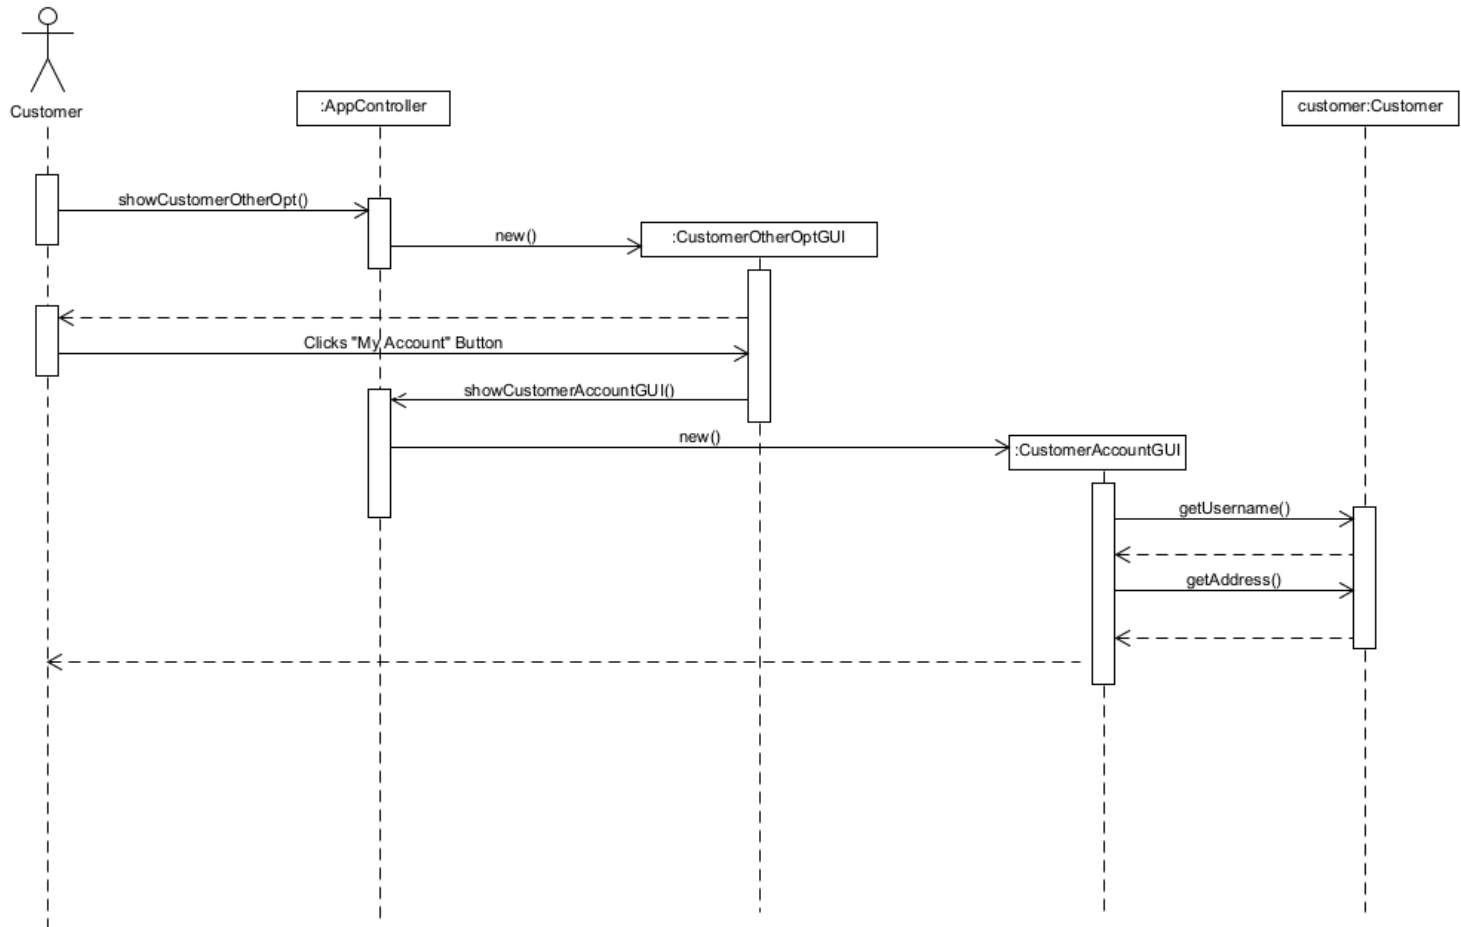 Customer
:AppController
customer:Customer
showCustomerOtherOpt()
new()
:CustomerOtherOptGUI
Clicks "My Account" Button
showCustomerAccountGUI()
new()
:CustomerAccountGUI
getUsername()
getAddress()